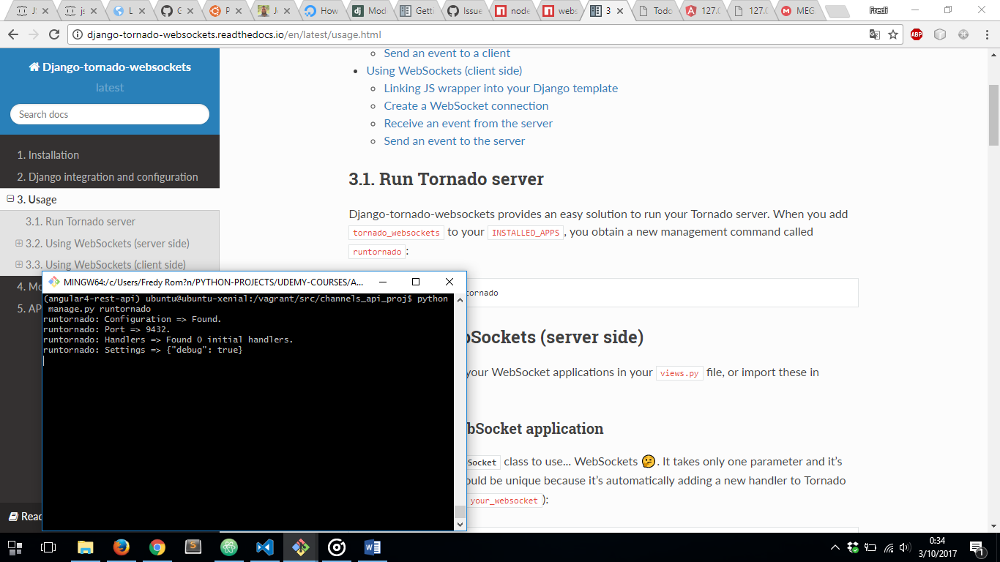 J
js
L
G
P
J
How
Mod
Getti
Issue
node
webs
3
Todo
127.0
127.0
MEG
Fredi
django-tornado-websockets.readthedocs.io/en/latest/usage.html
ABP
Django-tornado-websockets
latest
Search docs
1. Installation
2. Django integration and configuration
3. Usage
3.1. Run Tornado server
3.2. Using WebSockets (server side)
3.3. Using WebSockets (client side)
4. Mo
5. AP
Read
Send an event to a client
Using WebSockets (client side)
Linking JS wrapper into your Django template
Create a WebSocket connection
Receive an event from the server
Send an event to the server
3.1. Run Tornado server
Django-tornado-websockets provides an easy solution to run your Tornado server. When you add
tornado_websockets to your INSTALLED_APPS, you obtain a new management command called
runtornado:
tornado
bSockets (server side)
your WebSocket applications in your views.py file, or import these in
bSocket application
Socket class to use... WebSockets 🤔. It takes only one parameter and it's
ould be unique because it's automatically adding a new handler to Tornado
your_websocket):
MINGW64:/c/Users/Fredy Rom?n/PYTHON-PROJECTS/UDEMY-COURSES/A...
(angular4-rest-api) ubuntu@ubuntu-xenial:/vagrant/src/channels_api_proj$ python
manage.py runtornado
runtornado: Configuration => Found.
runtornado: Port => 9432.
runtornado: Handlers => Found 0 initial handlers.
runtornado: Settings => {"debug": true}
0:34
3/10/2017
1